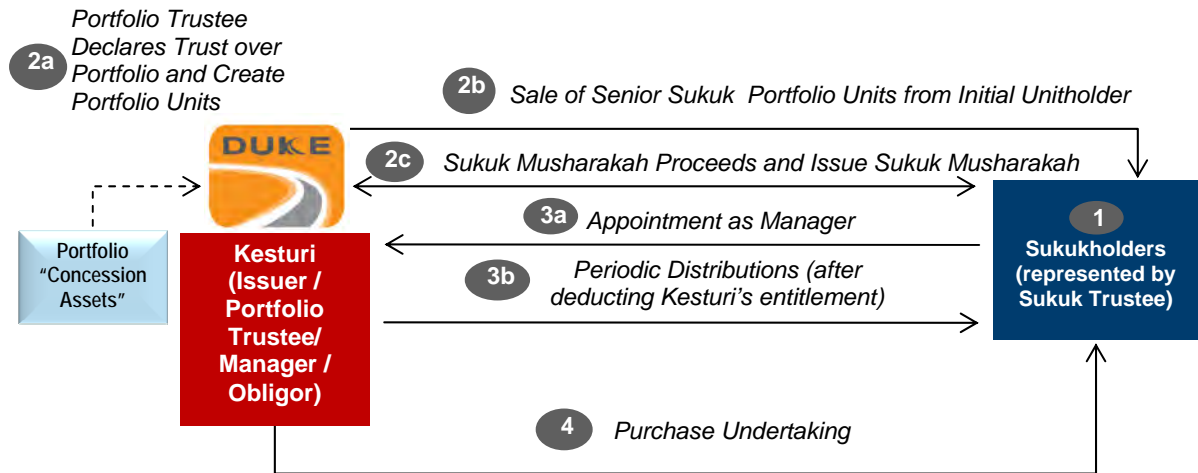 2a
Portfolio Trustee
Declares Trust over
Portfolio and Create
Portfolio Units
2b
Sale of Senior Sukuk Portfolio Units from Initial Unitholder
DUKE
2c
Sukuk Musharakah Proceeds and Issue Sukuk Musharakah
3a
Appointment as Manager
1
Sukukholders
(represented by
Sukuk Trustee)
Portfolio
"Concession
Assets"
Kesturi
(Issuer /
Portfolio
Trustee/
Manager /
Obligor)
3b
Periodic Distributions (after
deducting Kesturi's entitlement)
4
Purchase Undertaking